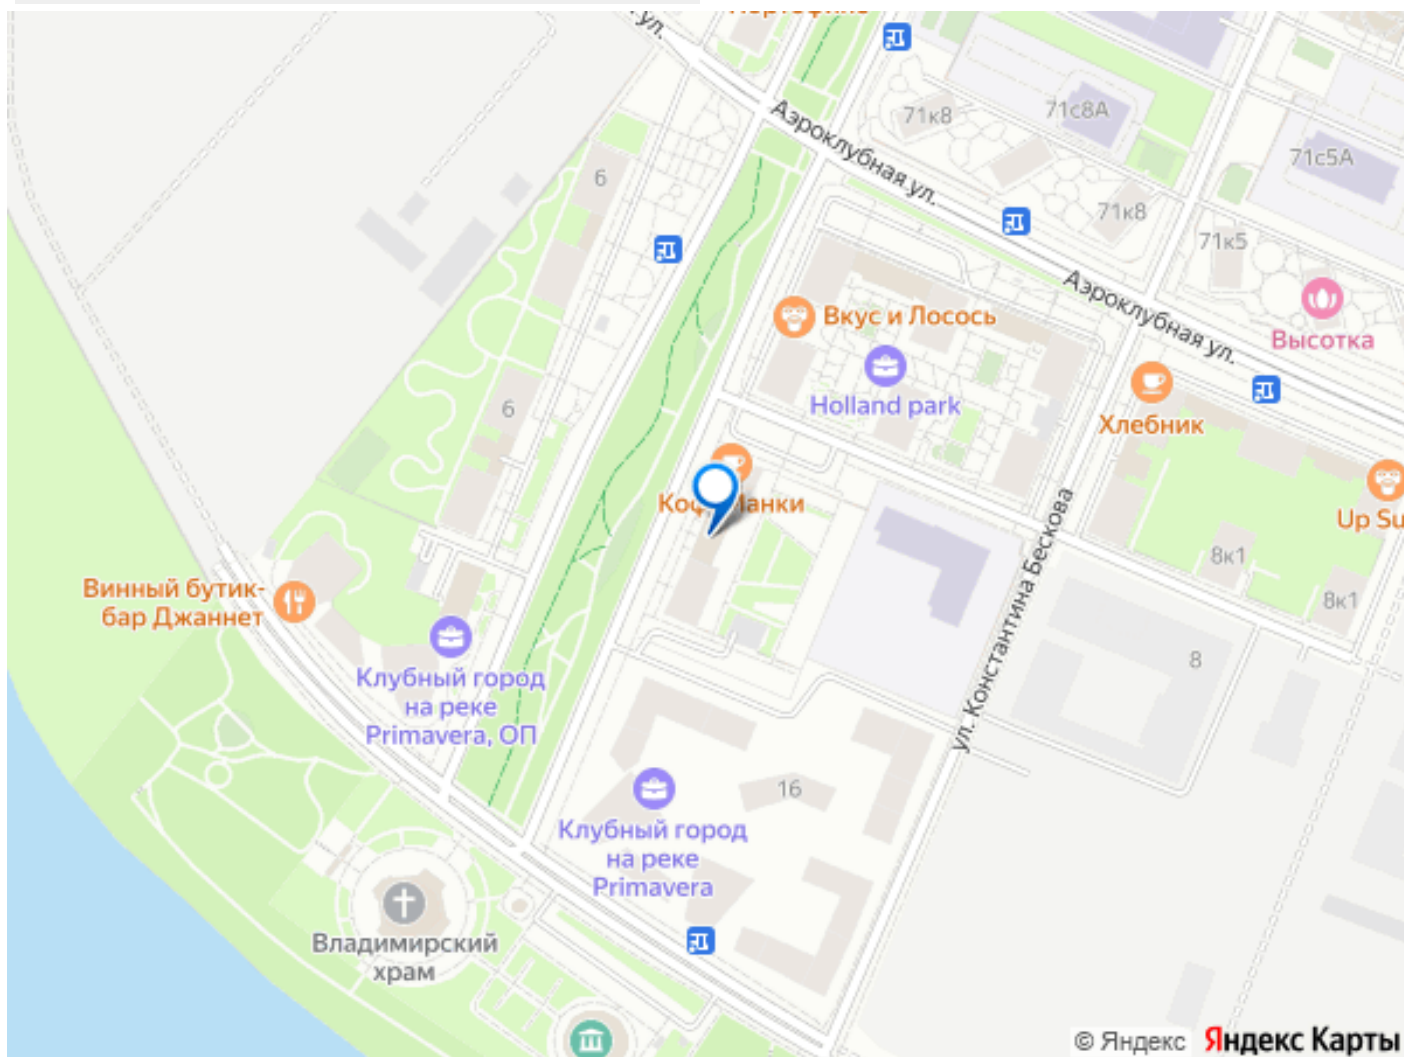 ул.
71к8
71с8А
Аэроклубная ул.
71с5А
6
71к8
71к5
Аэроклубная ул.
Вкус и Лосось
Высотка
Holland park
6
Хлебник
Up Su
ул. Константина Бескова
8к1
8к1
Винный бутик-
бар Джаннет
8
Клубный город
на реке
Primavera, ОП
16
Клубный город
на реке
Primavera
Владимирский
храм
© Яндекс Яндекс Карты